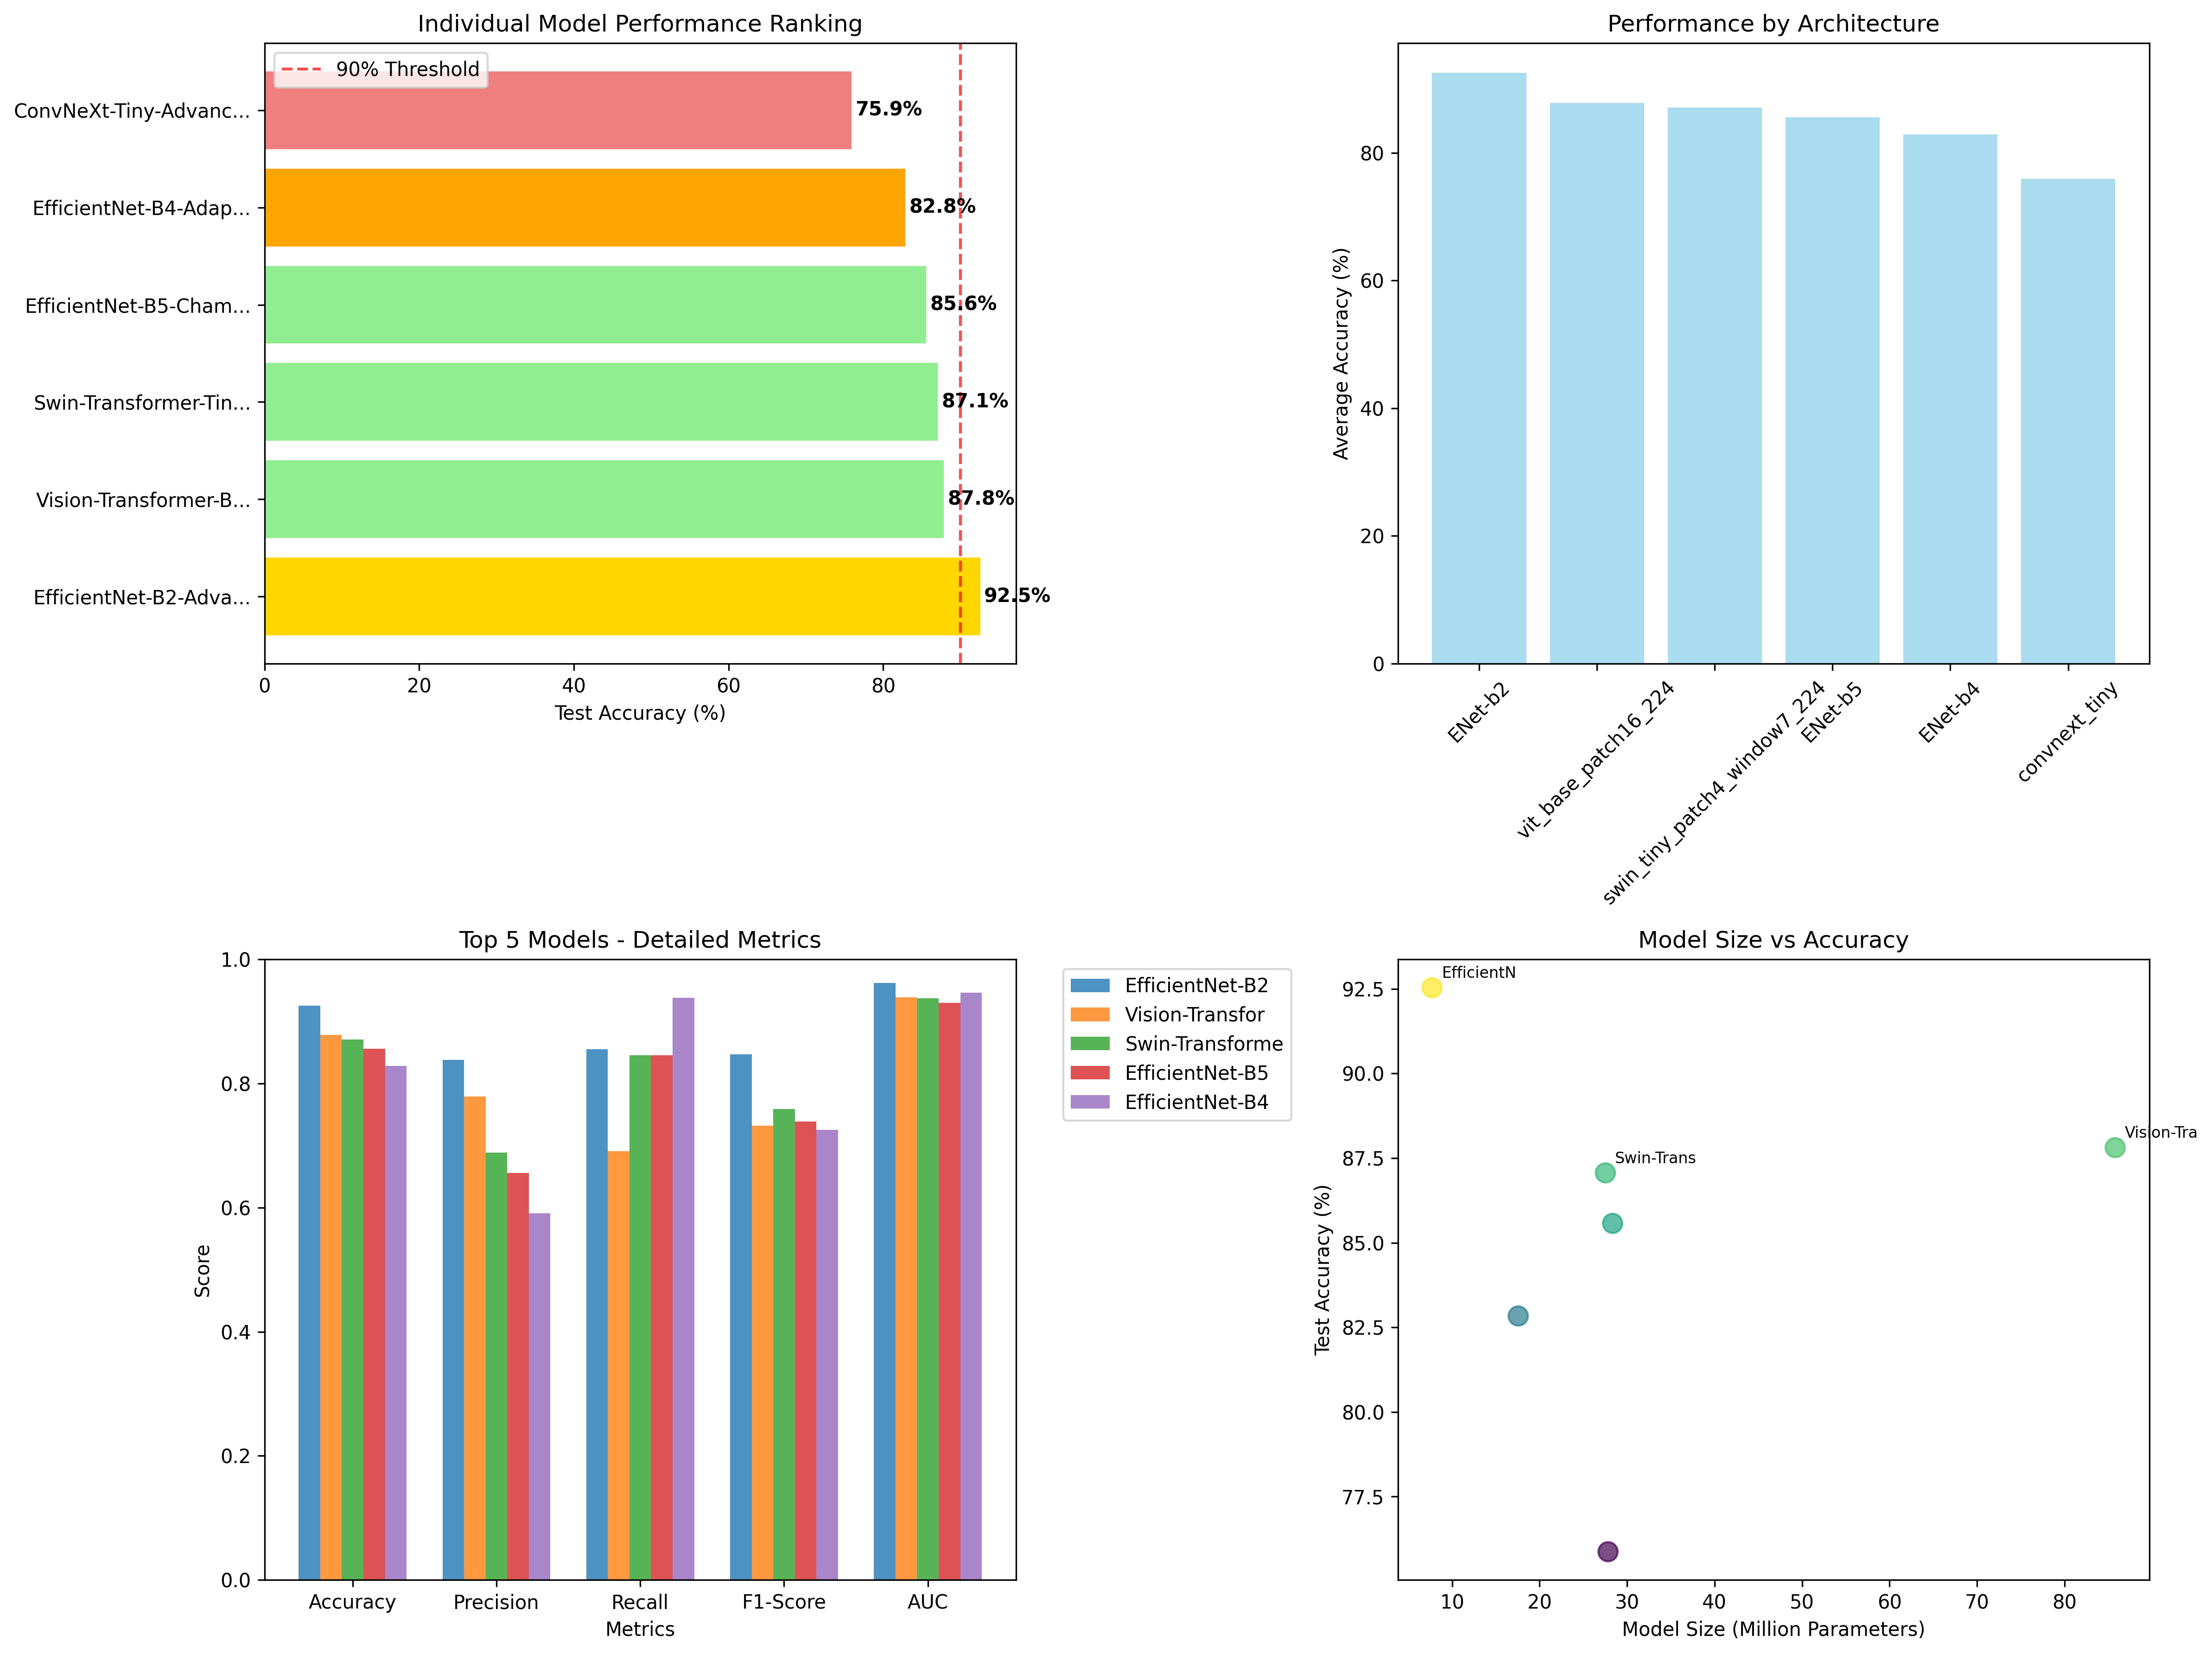 Individual Model Performance Ranking
90% Threshold
ConvNeXt-Tiny-Advanc...
75.9%
EfficientNet-B4-Adap...
82.8%
EfficientNet-B5-Cham...
85.6%
Swin-Transformer-Tin...
87.1%
Vision-Transformer-B...
87.8%
EfficientNet-B2-Adva...
92.5%
0 20 40 60 80
Test Accuracy (%)
Performance by Architecture
Average Accuracy (%)
80
60
40
20
0
ENet-b2
vit_base_patch16_224
swin_tiny_patch4_window7_224
ENet-b5
ENet-b4
convnext_tiny
Top 5 Models - Detailed Metrics
Score
1.0
0.8
0.6
0.4
0.2
0.0
Accuracy Precision Recall F1-Score AUC
Metrics
EfficientNet-B2
Vision-Transfor
Swin-Transforme
EfficientNet-B5
EfficientNet-B4
Model Size vs Accuracy
Test Accuracy (%)
92.5
90.0
87.5
85.0
82.5
80.0
77.5
EfficientN
Vision-Tra
Swin-Trans
10 20 30 40 50 60 70 80
Model Size (Million Parameters)